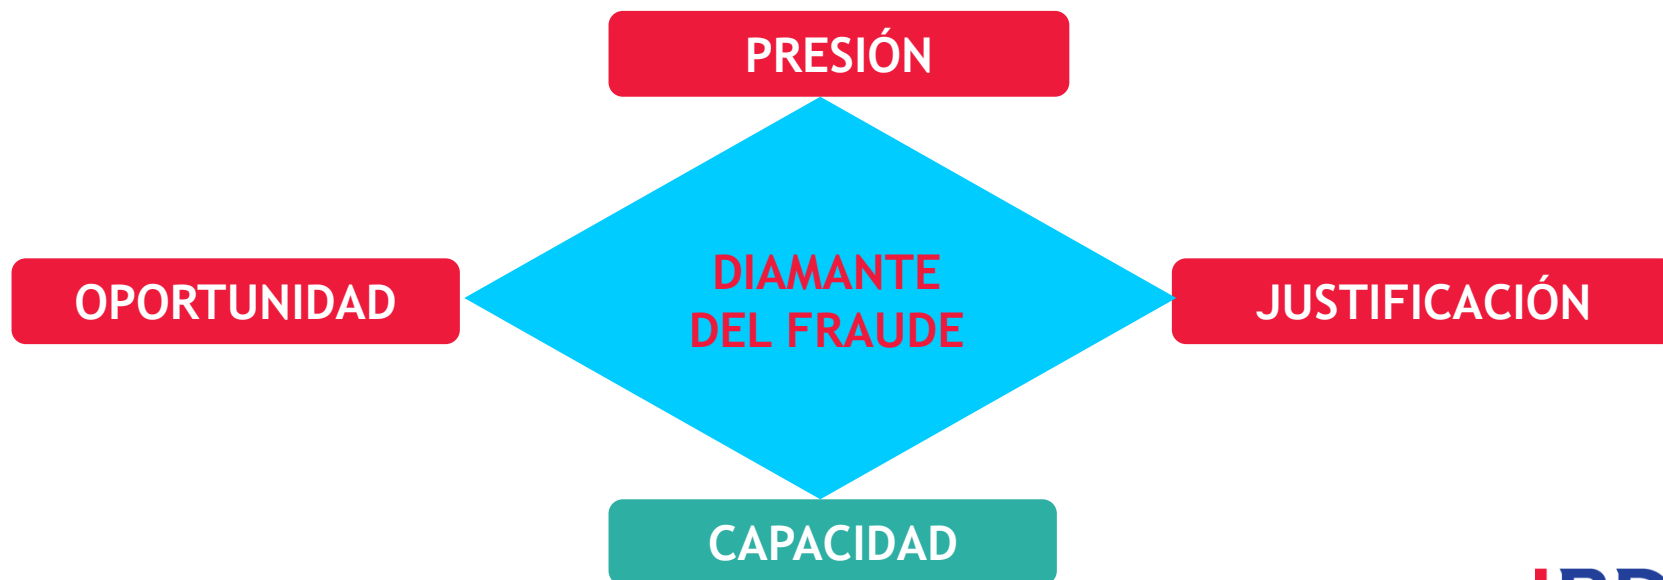 PRESIÓN
DIAMANTE
DEL FRAUDE
OPORTUNIDAD
JUSTIFICACIÓN
CAPACIDAD